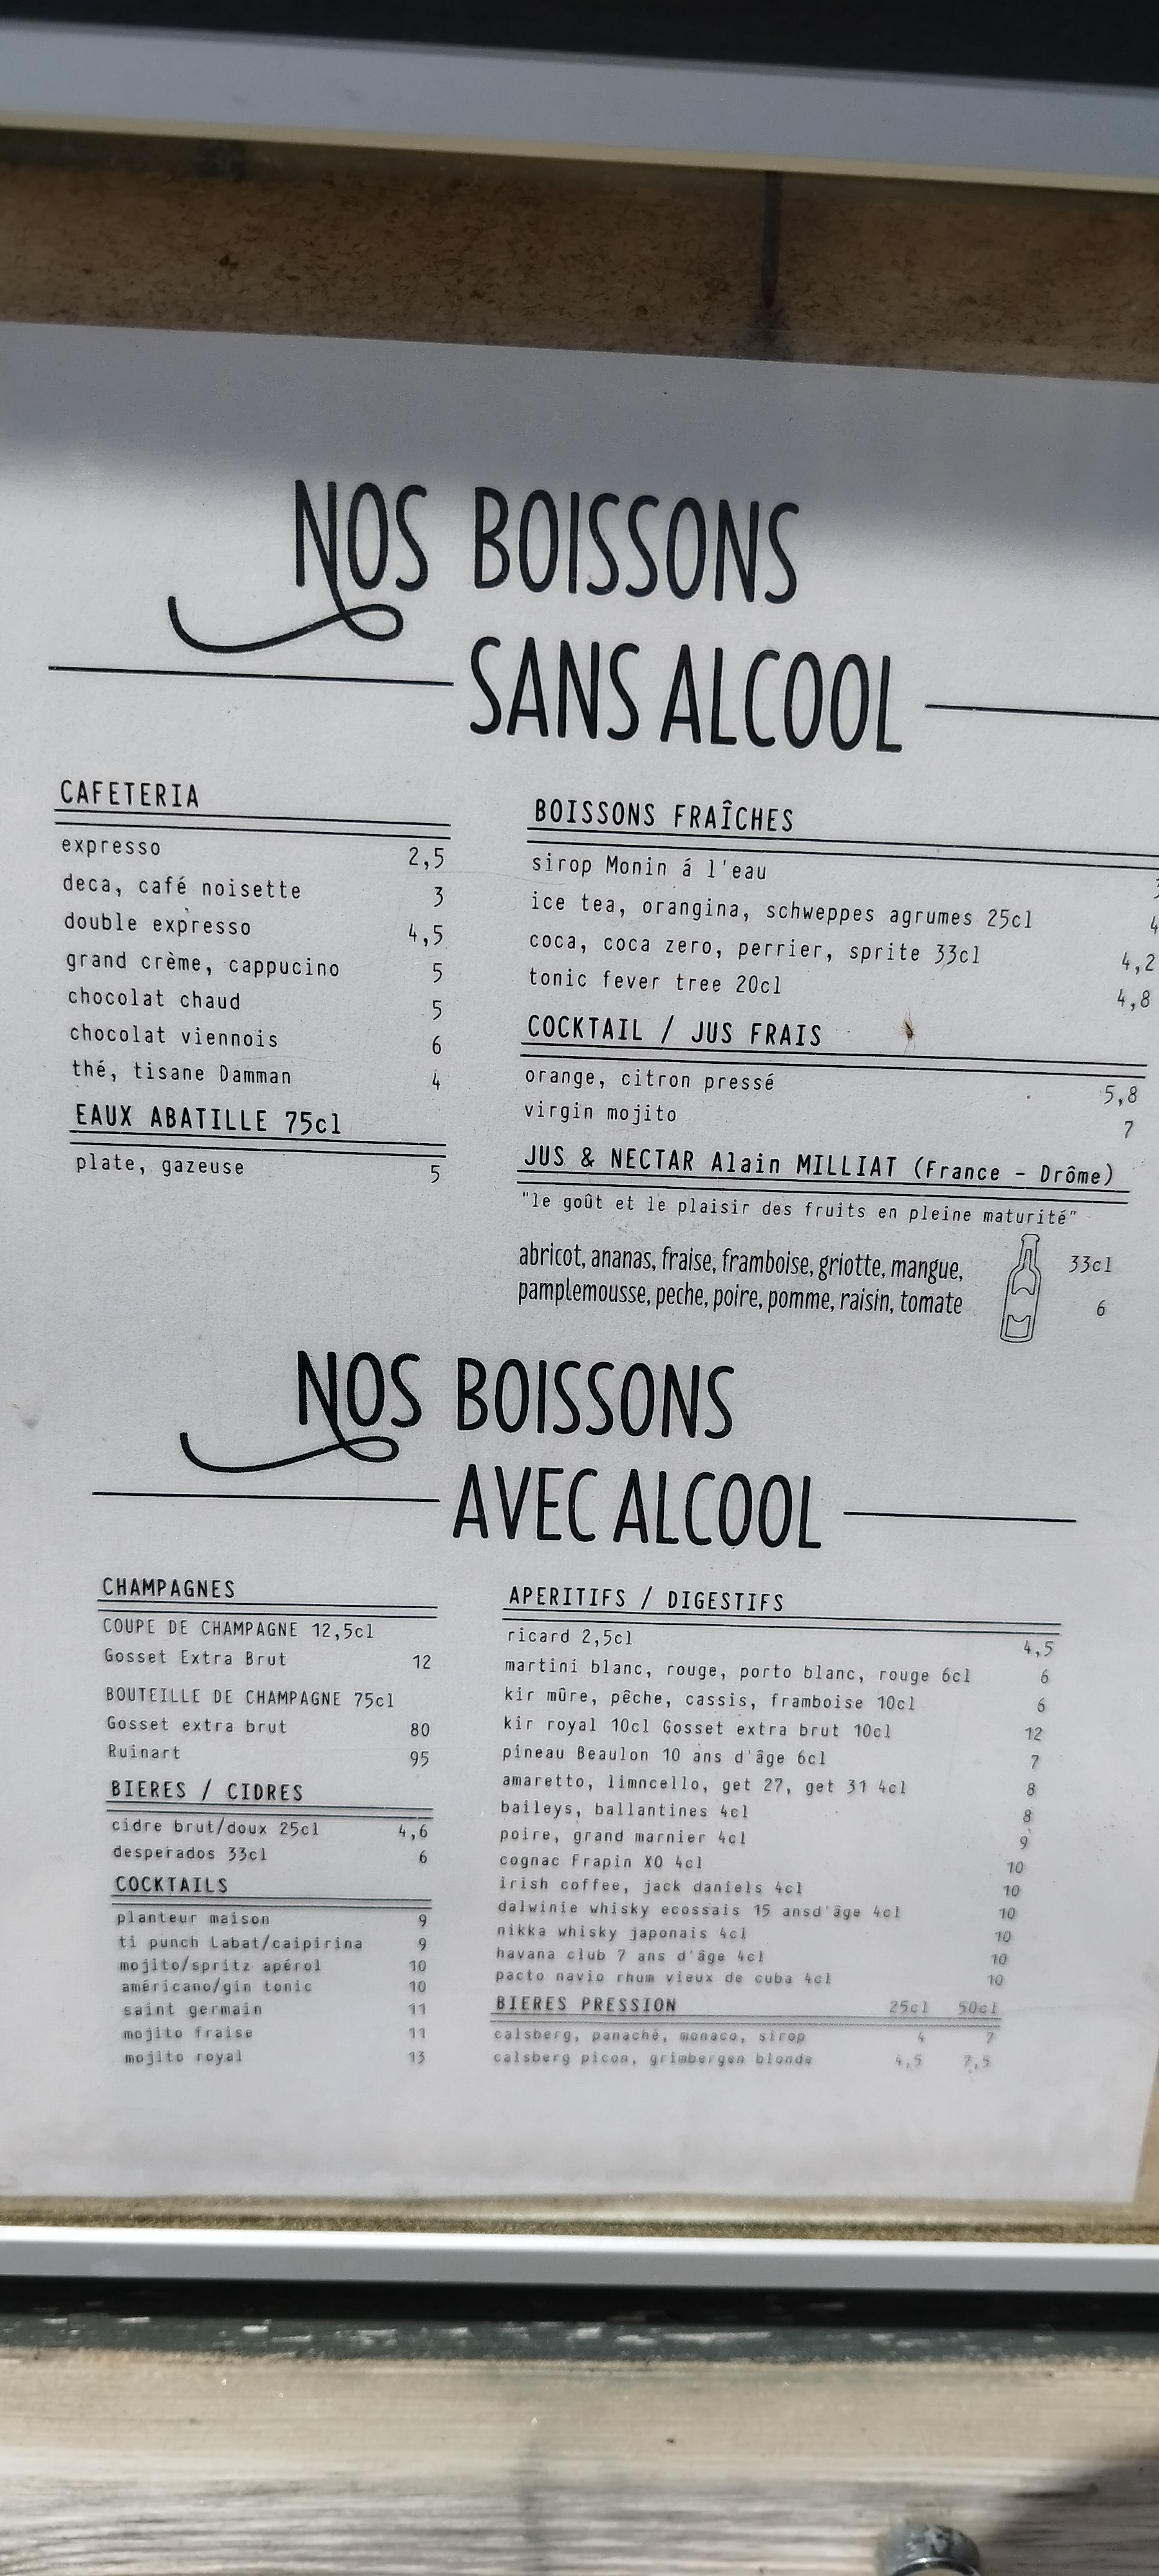 NOS BOISSONS
SANS ALCOOL
CAFETERIA
expresso 2,5
deca, café noisette 3
double expresso 4,5
grand crème, cappucino 5
chocolat chaud 5
chocolat viennois 6
thé, tisane Damman 4
EAUX ABATILLE 75cl
plate, gazeuse 5
BOISSONS FRAÎCHES
sirop Monin á l'eau
ice tea, orangina, schweppes agrumes 25cl 4
coca, coca zero, perrier, sprite 33cl 4,2
tonic fever tree 20cl 4,8
COCKTAIL / JUS FRAIS
orange, citron pressé 5,8
virgin mojito 7
JUS & NECTAR Alain MILLIAT (France - Drôme)
"le goût et le plaisir des fruits en pleine maturité"
abricot, ananas, fraise, framboise, griotte, mangue, 33cl
pamplemousse, peche, poire, pomme, raisin, tomate 6
NOS BOISSONS
AVEC ALCOOL
CHAMPAGNES
COUPE DE CHAMPAGNE 12,5cl
Gosset Extra Brut 12
BOUTEILLE DE CHAMPAGNE 75cl
Gosset extra brut 80
Ruinart 95
BIERES / CIDRES
cidre brut/doux 25cl 4,6
desperados 33cl 6
COCKTAILS
planteur maison 9
ti punch Labat/caipirina 9
mojito/spritz apérol 10
américano/gin tonic 10
saint germain 11
mojito fraise 11
mojito royal 13
APERITIFS / DIGESTIFS
ricard 2,5cl 4,5
martini blanc, rouge, porto blanc, rouge 6cl 6
kir mûre, pêche, cassis, framboise 10cl 6
kir royal 10cl Gosset extra brut 10cl 12
pineau Beaulon 10 ans d'âge 6cl 7
amaretto, limncello, get 27, get 31 4cl 8
baileys, ballantines 4cl 8
poire, grand marnier 4cl 9
cognac Frapin XO 4cl 10
irish coffee, jack daniels 4cl 10
dalwinie whisky ecossais 15 ansd'âge 4cl 10
nikka whisky japonais 4cl 10
havana club 7 ans d'âge 4cl 10
pacto navio rhum vieux de cuba 4cl 10
BIERES PRESSION 25cl 50cl
calsberg, panaché, monaco, sirop 4 7
calsberg picon, grimbergen blonde 4,5 7,5